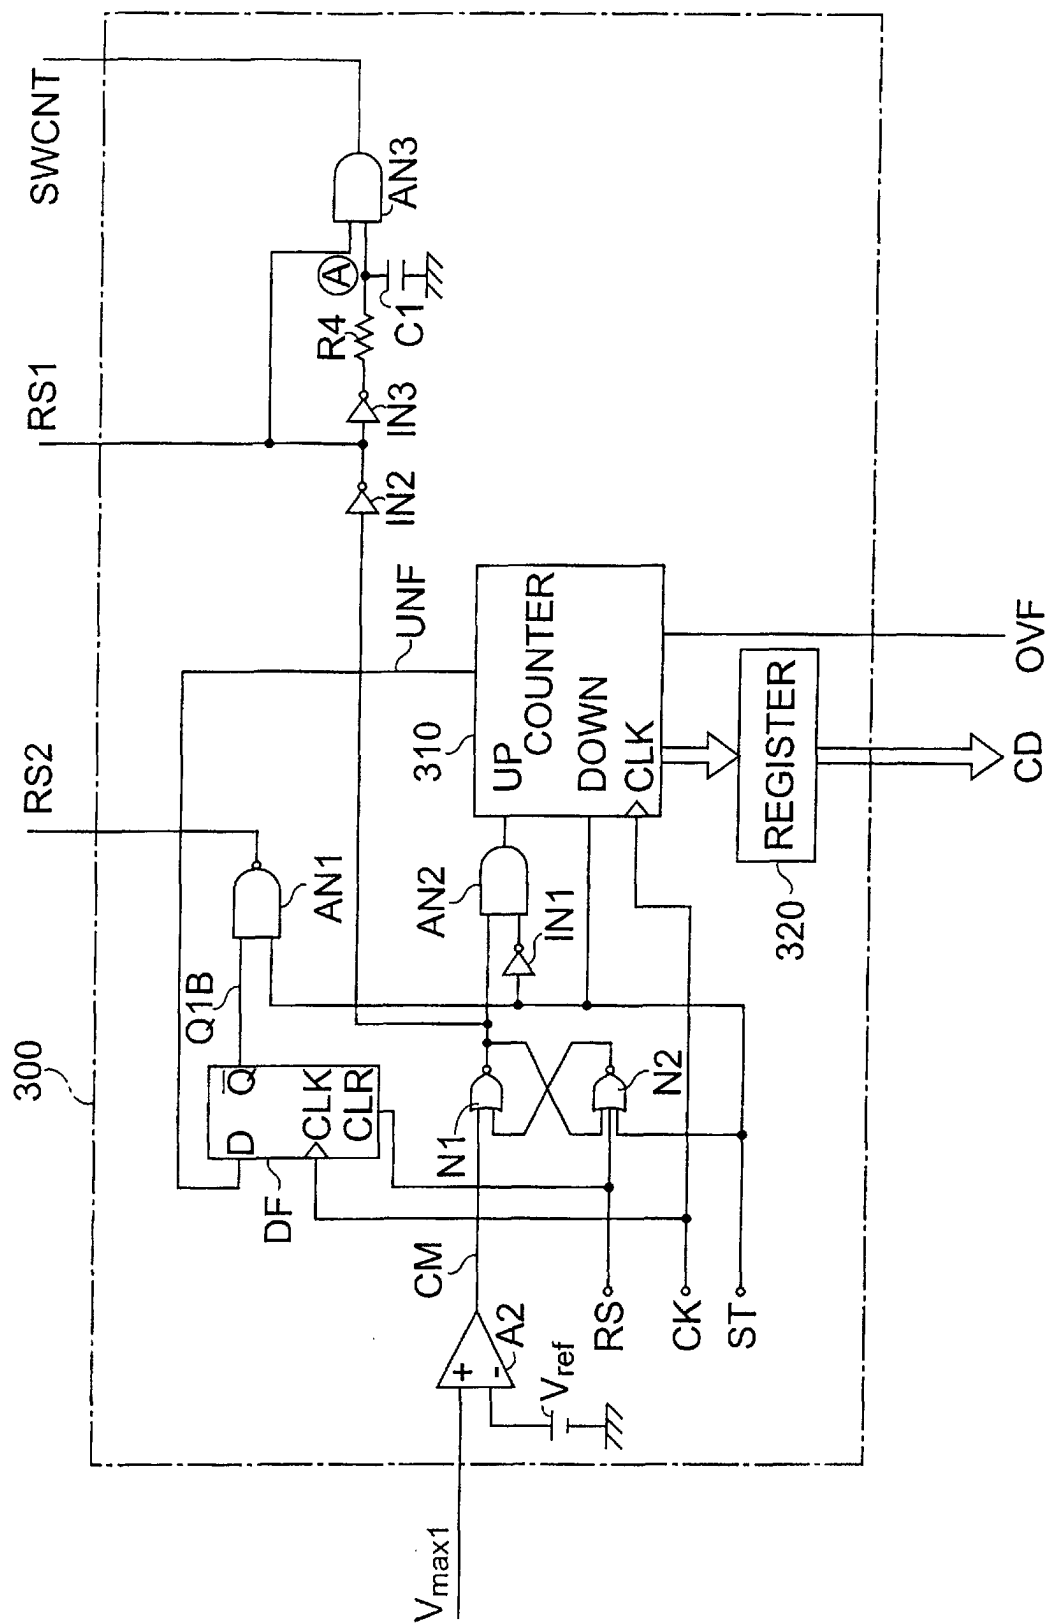 300
RS2
RS1
SWCNT
Q1B
AN1
UNF
D
Q
CLK
CLR
DF
IN2
IN3
R4
A
C1
AN3
310
UP
COUNTER
DOWN
CLK
AN2
IN1
N1
N2
CM
+
-
A2
Vref
Vmax1
RS
CK
ST
320
REGISTER
CD
OVF